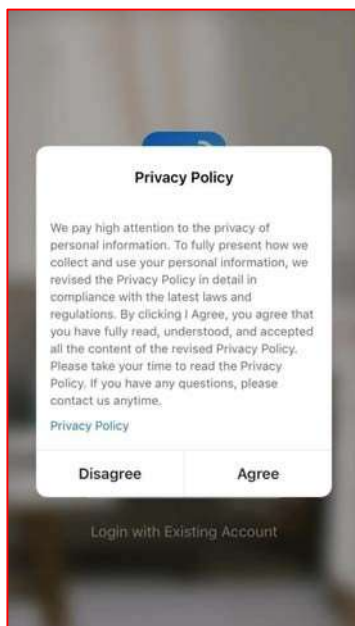 Privacy Policy
We pay high attention to the privacy of
personal information. To fully present how we
collect and use your personal information, we
revised the Privacy Policy in detail in
compliance with the latest laws and
regulations. By clicking I Agree, you agree that
you have fully read, understood, and accepted
all the content of the revised Privacy Policy.
Please take your time to read the Privacy
Policy. If you have any questions, please
contact us anytime.
Privacy Policy
Disagree Agree
Login with Existing Account